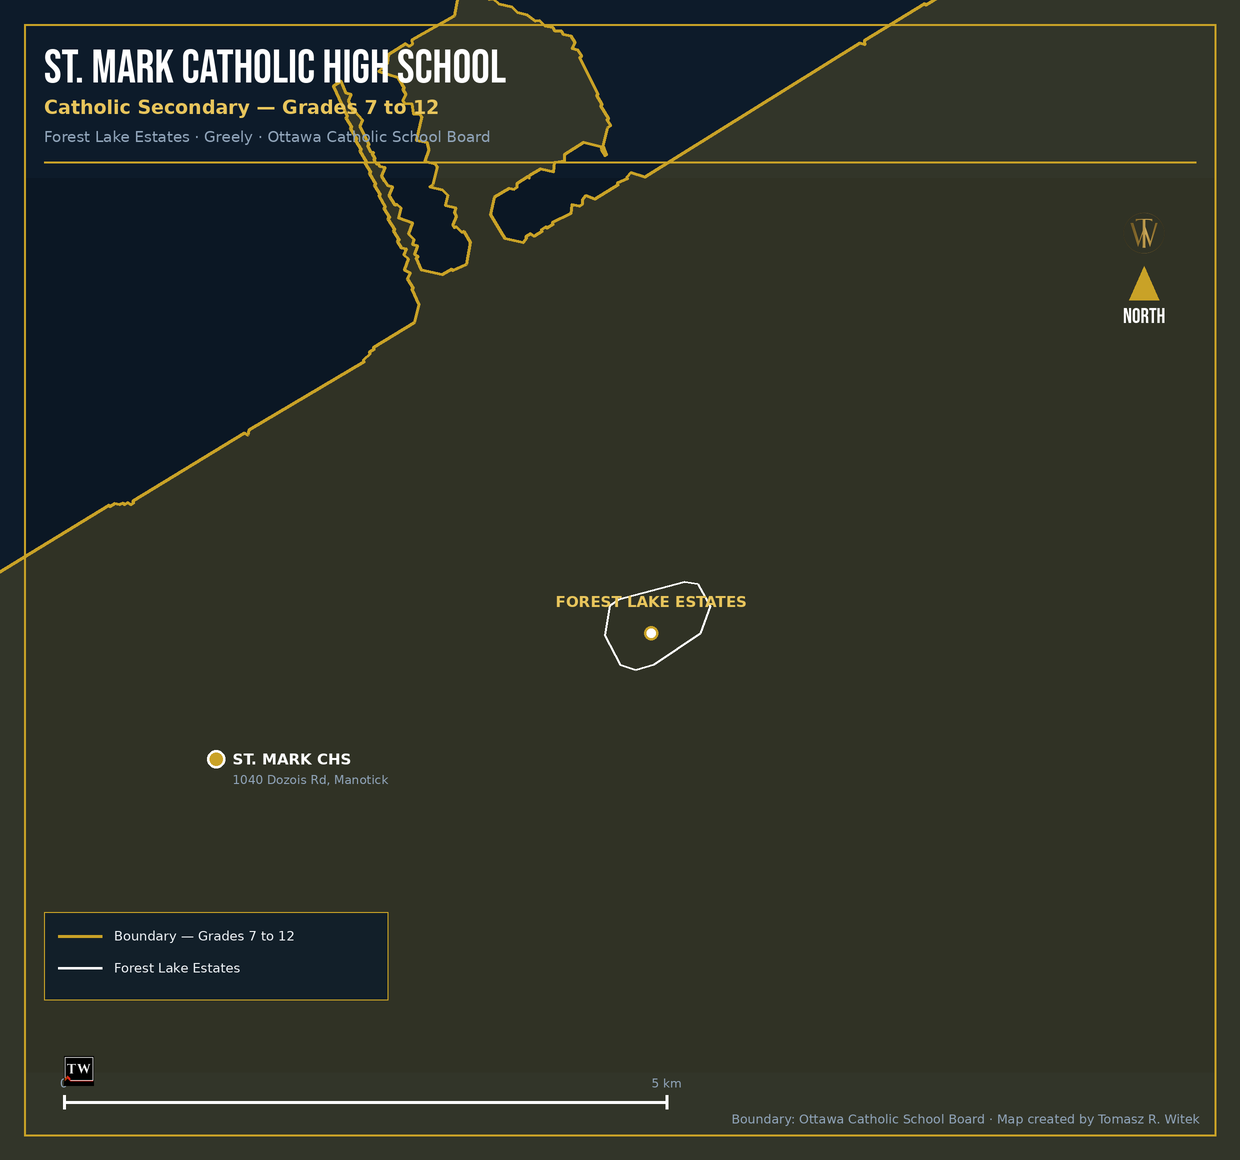 ST. MARK CATHOLIC HIGH SCHOOL
Catholic Secondary — Grades 7 to 12
Forest Lake Estates · Greely · Ottawa Catholic School Board
TW
NORTH
FOREST LAKE ESTATES
ST. MARK CHS
1040 Dozois Rd, Manotick
Boundary — Grades 7 to 12
Forest Lake Estates
TW
5 km
Boundary: Ottawa Catholic School Board · Map created by Tomasz R. Witek